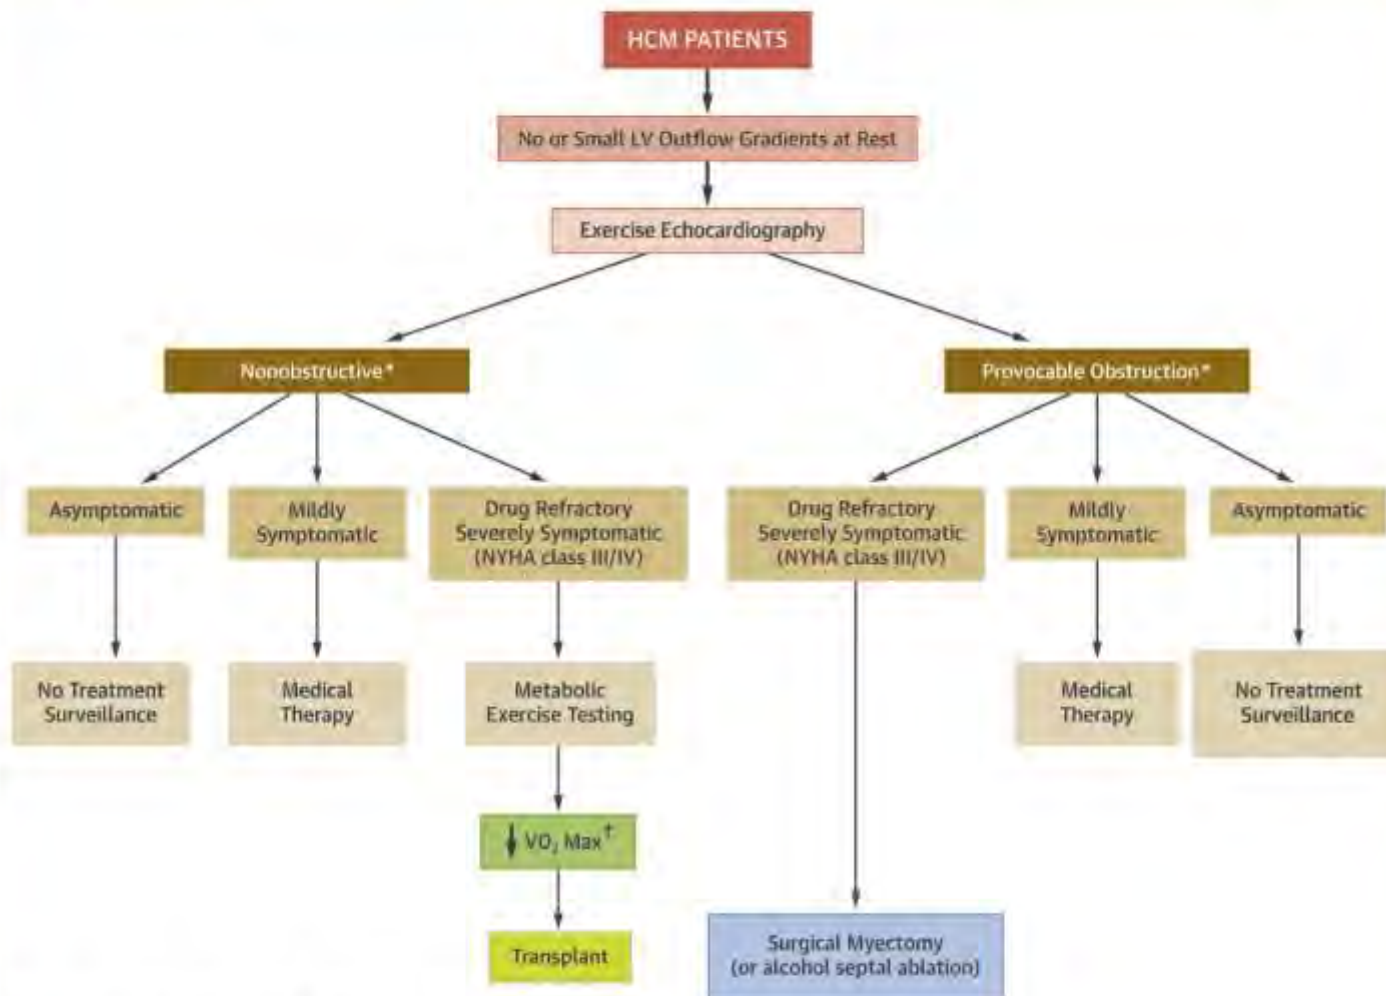 HCM PATIENTS
No or Small LV Outflow Gradients at Rest
Exercise Echocardiography
Nonobstructive*
Provocable Obstruction*
Asymptomatic
Mildly
Symptomatic
Drug Refractory
Severely Symptomatic
(NYHA class III/IV)
Drug Refractory
Severely Symptomatic
(NYHA class III/IV)
Mildly
Symptomatic
Asymptomatic
No Treatment
Surveillance
Medical
Therapy
Metabolic
Exercise Testing
Medical
Therapy
No Treatment
Surveillance
↓ VO₂ Max†
Transplant
Surgical Myectomy
(or alcohol septal ablation)